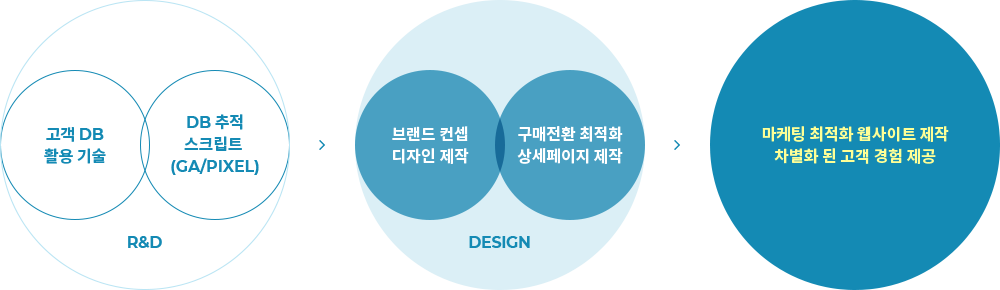 고객 DB
활용 기술
DB 추적
스크립트
(GA/PIXEL)
R&D
브랜드 컨셉
디자인 제작
구매전환 최적화
상세페이지 제작
DESIGN
마케팅 최적화 웹사이트 제작
차별화 된 고객 경험 제공